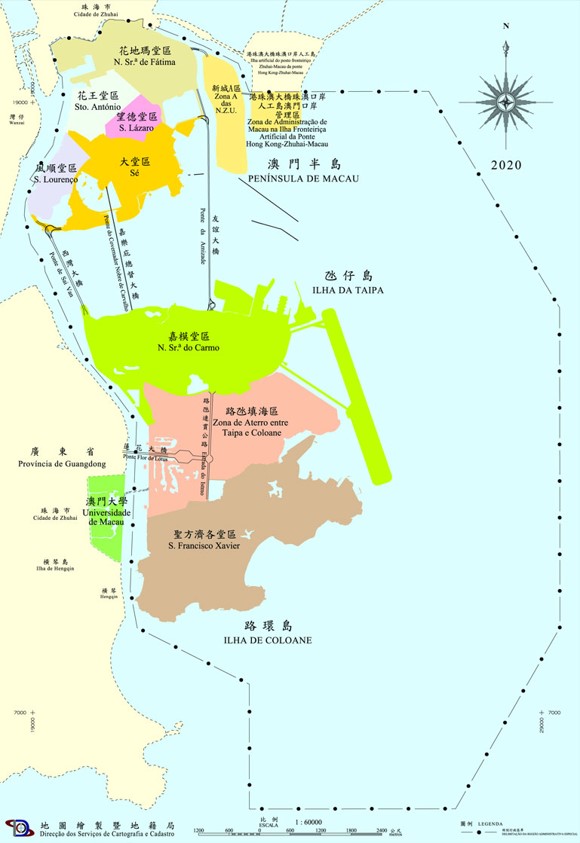 珠海市
Cidade de Zhuhai
N
花地瑪堂區
N. Sr.ª de Fátima
港珠澳大橋珠澳口岸人工島
Ilha artificial do posto fronteiriço
Zhuhai-Macau da ponte
Hong Kong-Zhuhai-Macau
新城A區
Zona A
das
N.Z.U.
港珠澳大橋珠澳口岸
人工島澳門口岸
管理區
Zona de Administração de
Macau na Ilha Fronteiriça
Artificial da Ponte
Hong Kong-Zhuhai-Macau
花王堂區
Sto. António
19000
灣仔
Wanzai
望德堂區
S. Lázaro
大堂區
Sé
風順堂區
S. Lourenço
澳門半島
PENÍNSULA DE MACAU
2020
西灣大橋
Ponte de Sai Van
嘉樂庇總督大橋
Ponte do Governador Nobre de Carvalho
友誼大橋
Ponte da Amizade
氹仔島
ILHA DA TAIPA
嘉模堂區
N. Sr.ª do Carmo
路氹填海區
Zona de Aterro entre
Taipa e Coloane
路氹連貫公路
Estrada do Istmo
蓮花大橋
Ponte Flor de Lótus
廣東省
Província de Guangdong
澳門大學
Universidade
de Macau
珠海市
Cidade de Zhuhai
聖方濟各堂區
S. Francisco Xavier
橫琴島
Ilha de Hengqin
橫琴
Hengqin
路環島
ILHA DE COLOANE
7000
19000
7000
29000
地圖繪製暨地籍局
Direcção dos Serviços de Cartografia e Cadastro
比例
ESCALA
1 : 60000
1200 0 600 1200 1800 2400 公尺
圖例 LEGENDA